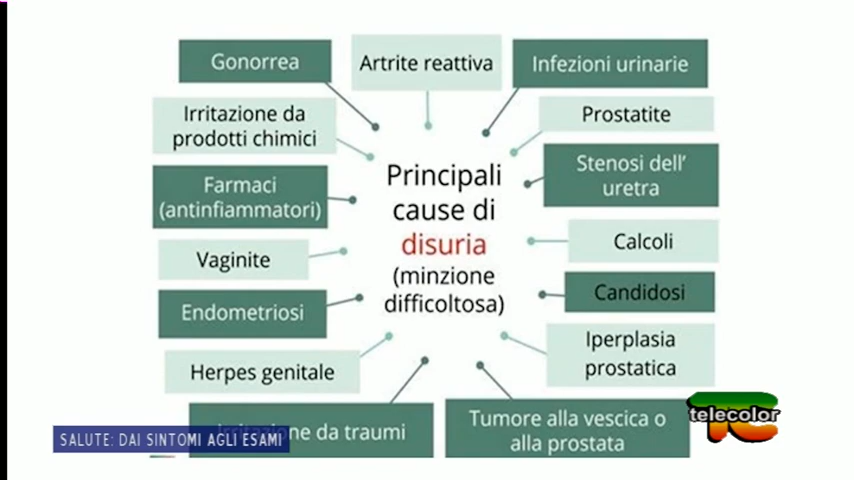 Gonorrea
Artrite reattiva
Infezioni urinarie
Irritazione da
prodotti chimici
Prostatite
Farmaci
(antinfiammatori)
Stenosi dell'
uretra
Principali
cause di
disuria
(minzione
difficoltosa)
Vaginite
Calcoli
Endometriosi
Candidosi
Herpes genitale
Iperplasia
prostatica
Irritazione da traumi
Tumore alla vescica o
alla prostata
SALUTE: DAI SINTOMI AGLI ESAMI
telecolor
TC